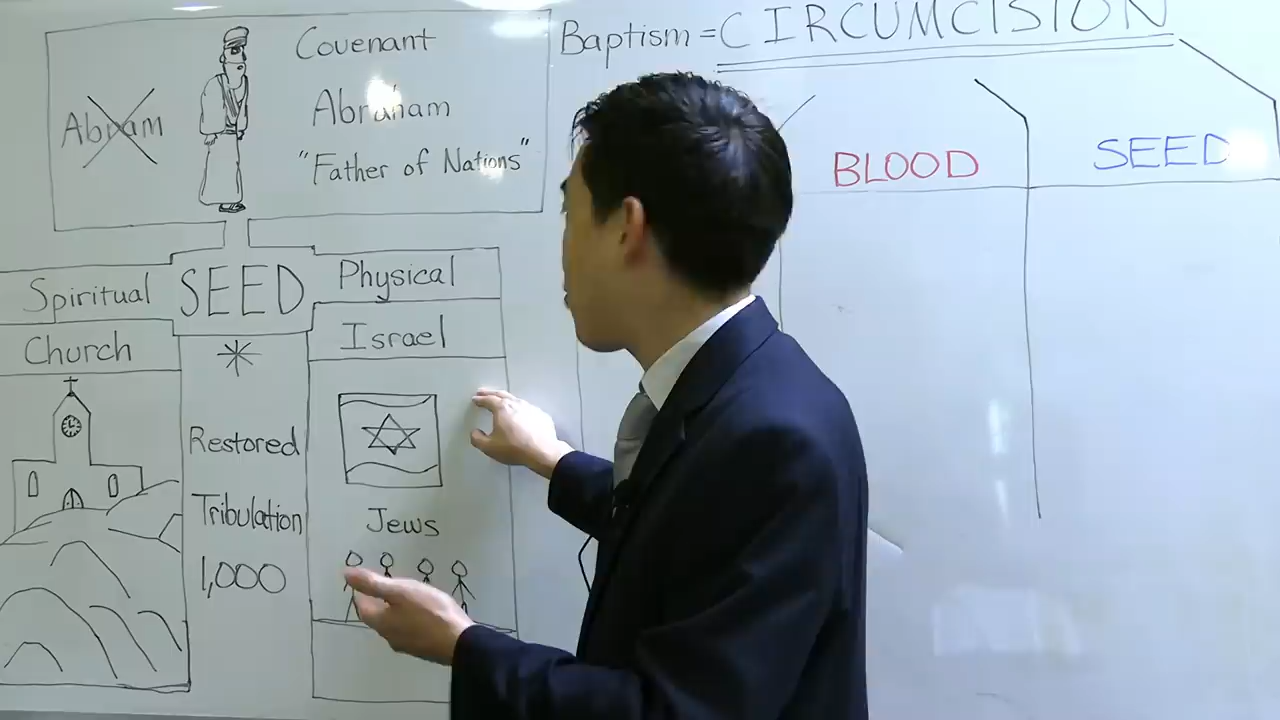 Covenant
Abram
Abraham
"Father of Nations"
Spiritual
SEED
Physical
Church
Israel
Restored
Tribulation
1,000
Jews
Baptism = CIRCUMCISION
BLOOD
SEED